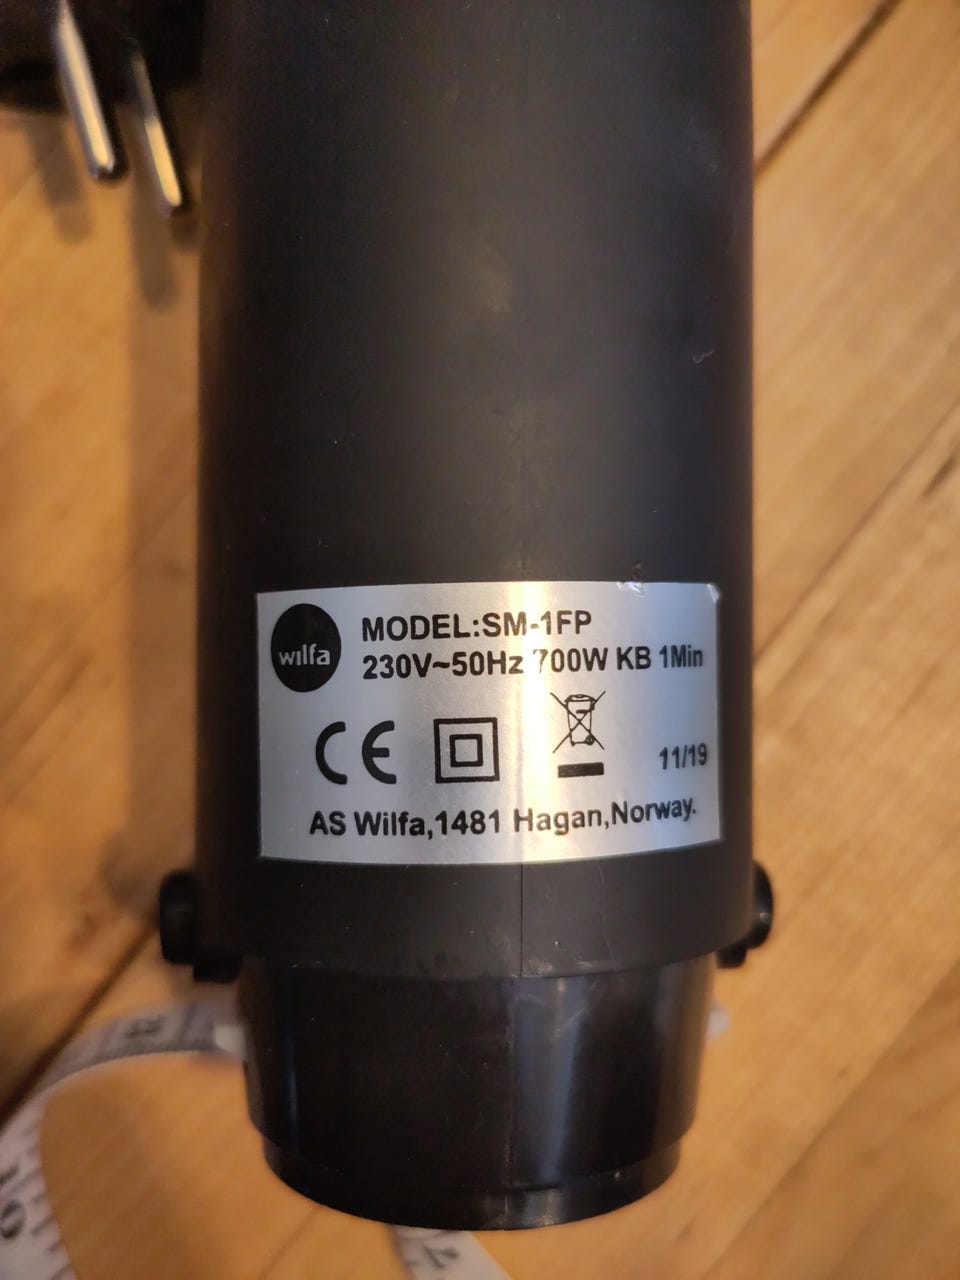 wilfa
MODEL:SM-1FP
230V~50Hz 700W KB 1Min
CE
11/19
AS Wilfa,1481 Hagan,Norway.